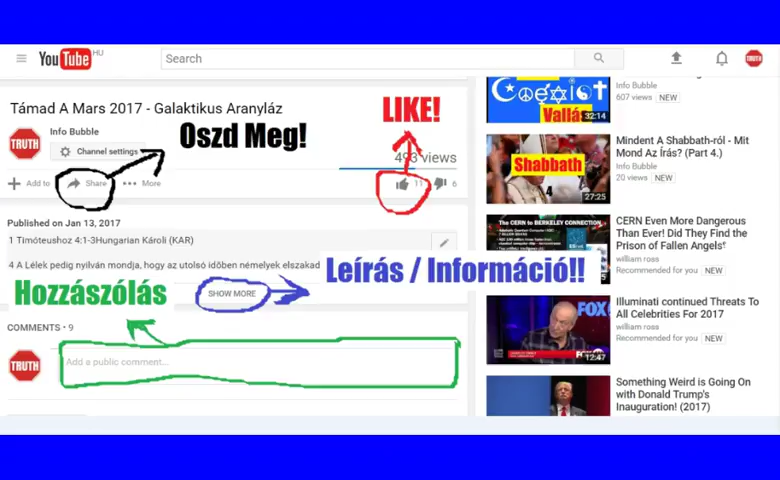 YouTube HU
Search
TRUTH
Támad A Mars 2017 - Galaktikus Aranyláz
TRUTH
Info Bubble
Channel settings
Oszd Meg!
LIKE!
493 views
Add to
Share
More
11
6
Published on Jan 13, 2017
1 Timóteushoz 4:1-3Hungarian Károli (KAR)
4 A Lélek pedig nyilván mondja, hogy az utolsó időben némelyek elszakad
Leírás / Információ!!
SHOW MORE
Hozzászólás
COMMENTS • 9
TRUTH
Add a public comment...
Coexist
Vallás
32:14
Info Bubble
607 views NEW
Shabbath
4
27:25
Mindent A Shabbath-ról - Mit
Mond Az Írás? (Part 4.)
Info Bubble
20 views NEW
The CERN to BERKELEY CONNECTION
CERN Even More Dangerous
Than Ever! Did They Find the
Prison of Fallen Angels
william ross
Recommended for you NEW
FOX
12:47
Illuminati continued Threats To
All Celebrities For 2017
william ross
Recommended for you NEW
Something Weird is Going On
with Donald Trump's
Inauguration! (2017)